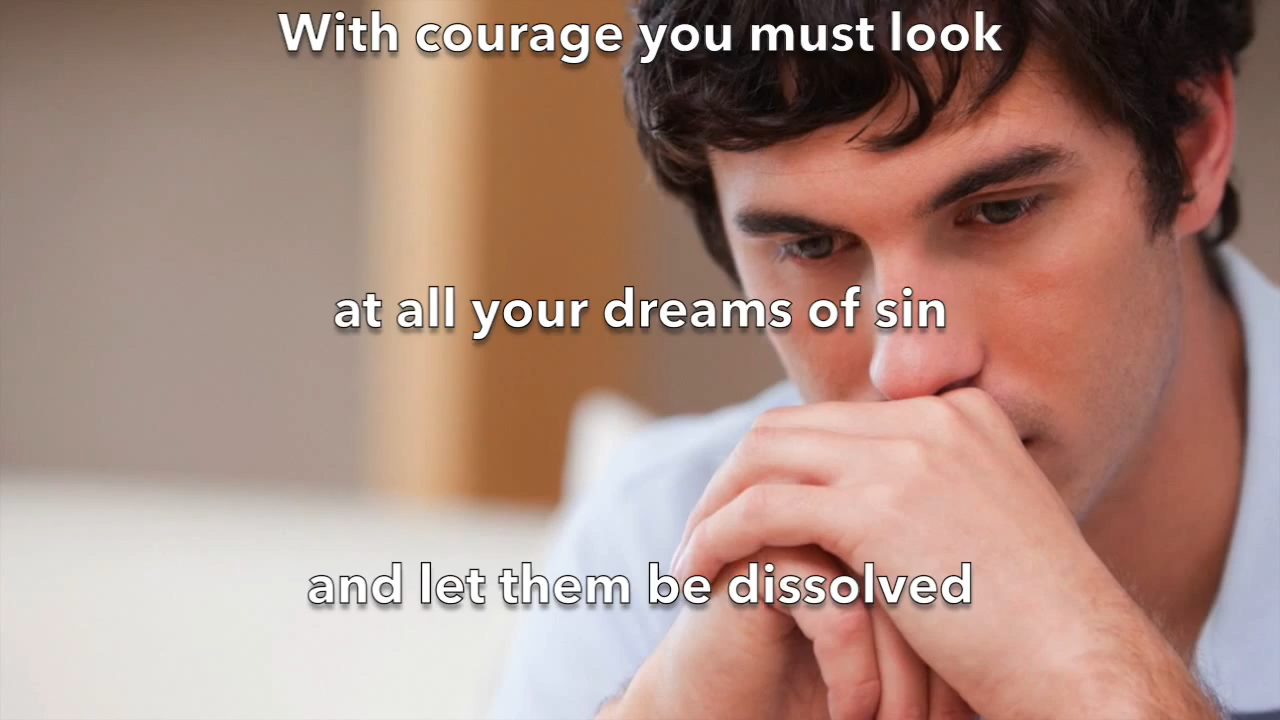 With courage you must look
at all your dreams of sin
and let them be dissolved